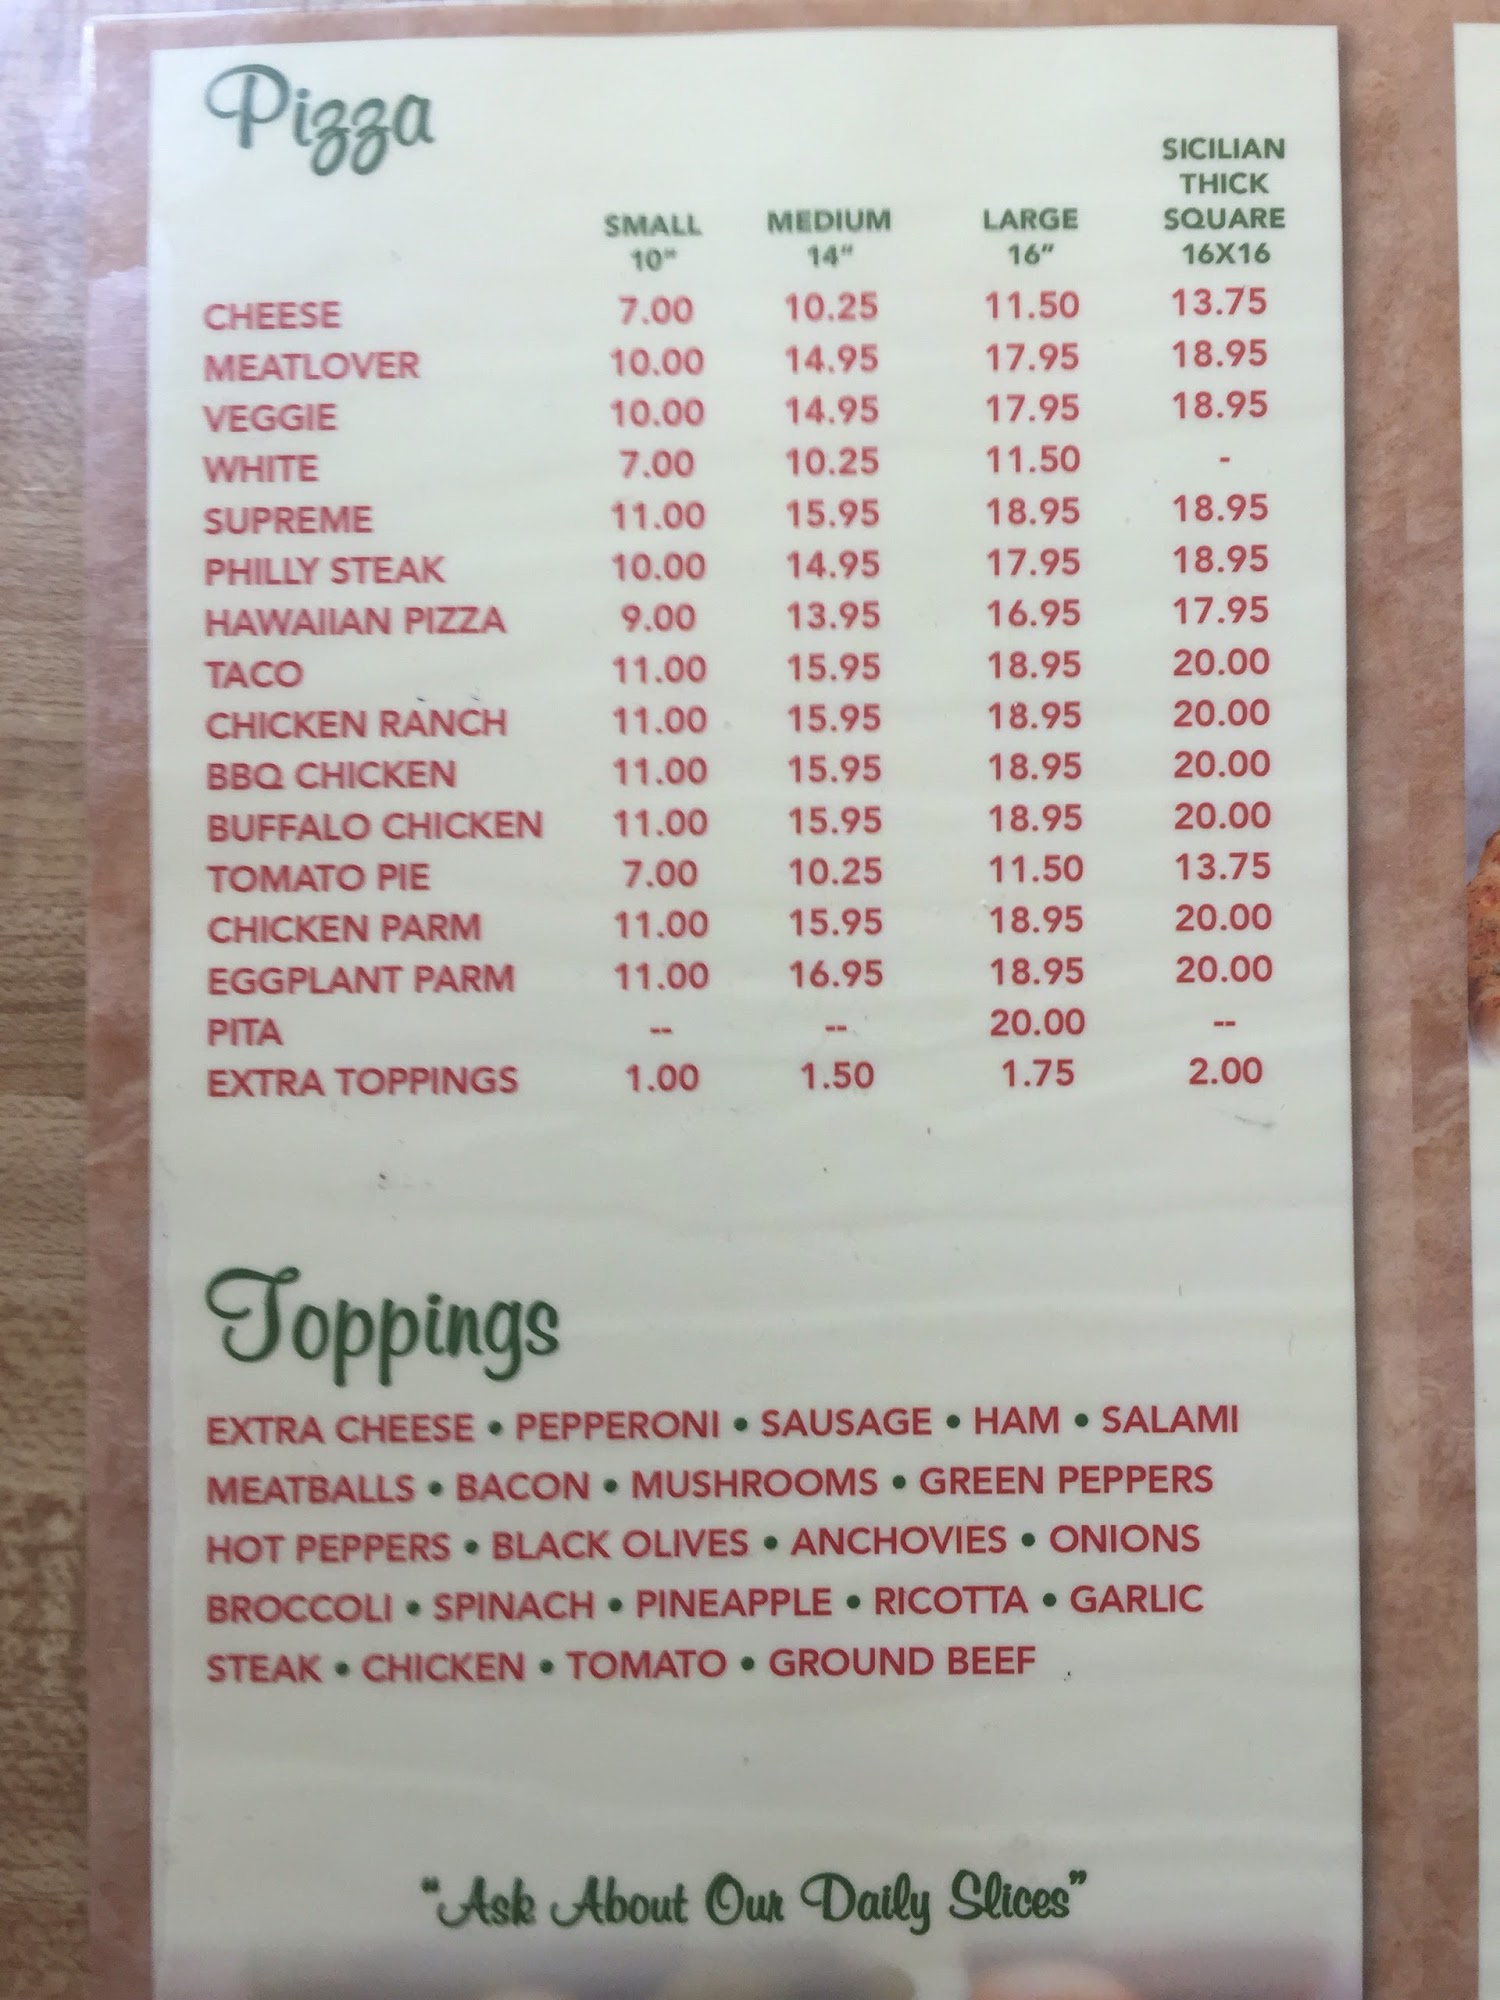 Pizza
SMALL 10" MEDIUM 14" LARGE 16" SICILIAN THICK SQUARE 16X16
CHEESE 7.00 10.25 11.50 13.75
MEATLOVER 10.00 14.95 17.95 18.95
VEGGIE 10.00 14.95 17.95 18.95
WHITE 7.00 10.25 11.50 -
SUPREME 11.00 15.95 18.95 18.95
PHILLY STEAK 10.00 14.95 17.95 18.95
HAWAIIAN PIZZA 9.00 13.95 16.95 17.95
TACO 11.00 15.95 18.95 20.00
CHICKEN RANCH 11.00 15.95 18.95 20.00
BBQ CHICKEN 11.00 15.95 18.95 20.00
BUFFALO CHICKEN 11.00 15.95 18.95 20.00
TOMATO PIE 7.00 10.25 11.50 13.75
CHICKEN PARM 11.00 15.95 18.95 20.00
EGGPLANT PARM 11.00 16.95 18.95 20.00
PITA -- -- 20.00 --
EXTRA TOPPINGS 1.00 1.50 1.75 2.00
Toppings
EXTRA CHEESE • PEPPERONI • SAUSAGE • HAM • SALAMI
MEATBALLS • BACON • MUSHROOMS • GREEN PEPPERS
HOT PEPPERS • BLACK OLIVES • ANCHOVIES • ONIONS
BROCCOLI • SPINACH • PINEAPPLE • RICOTTA • GARLIC
STEAK • CHICKEN • TOMATO • GROUND BEEF
"Ask About Our Daily Slices"